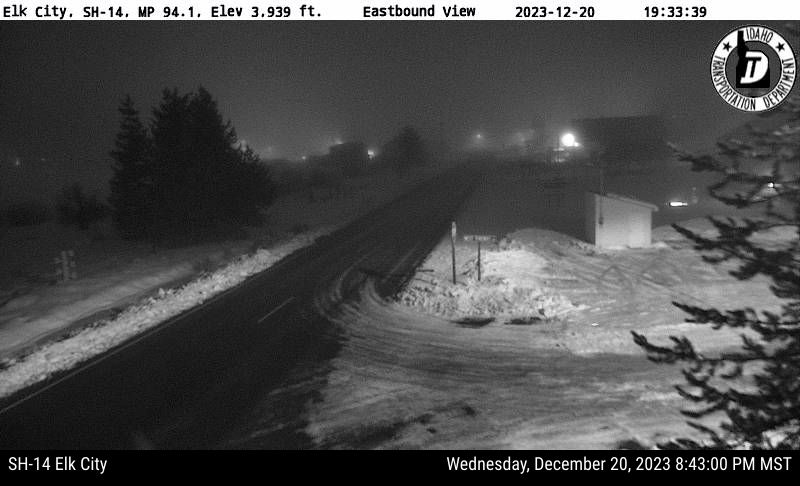 Elk City, SH-14, MP 94.1, Elev 3,939 ft. Eastbound View 2023-12-20 19:33:39
IDAHO
TRANSPORTATION DEPARTMENT
SH-14 Elk City Wednesday, December 20, 2023 8:43:00 PM MST